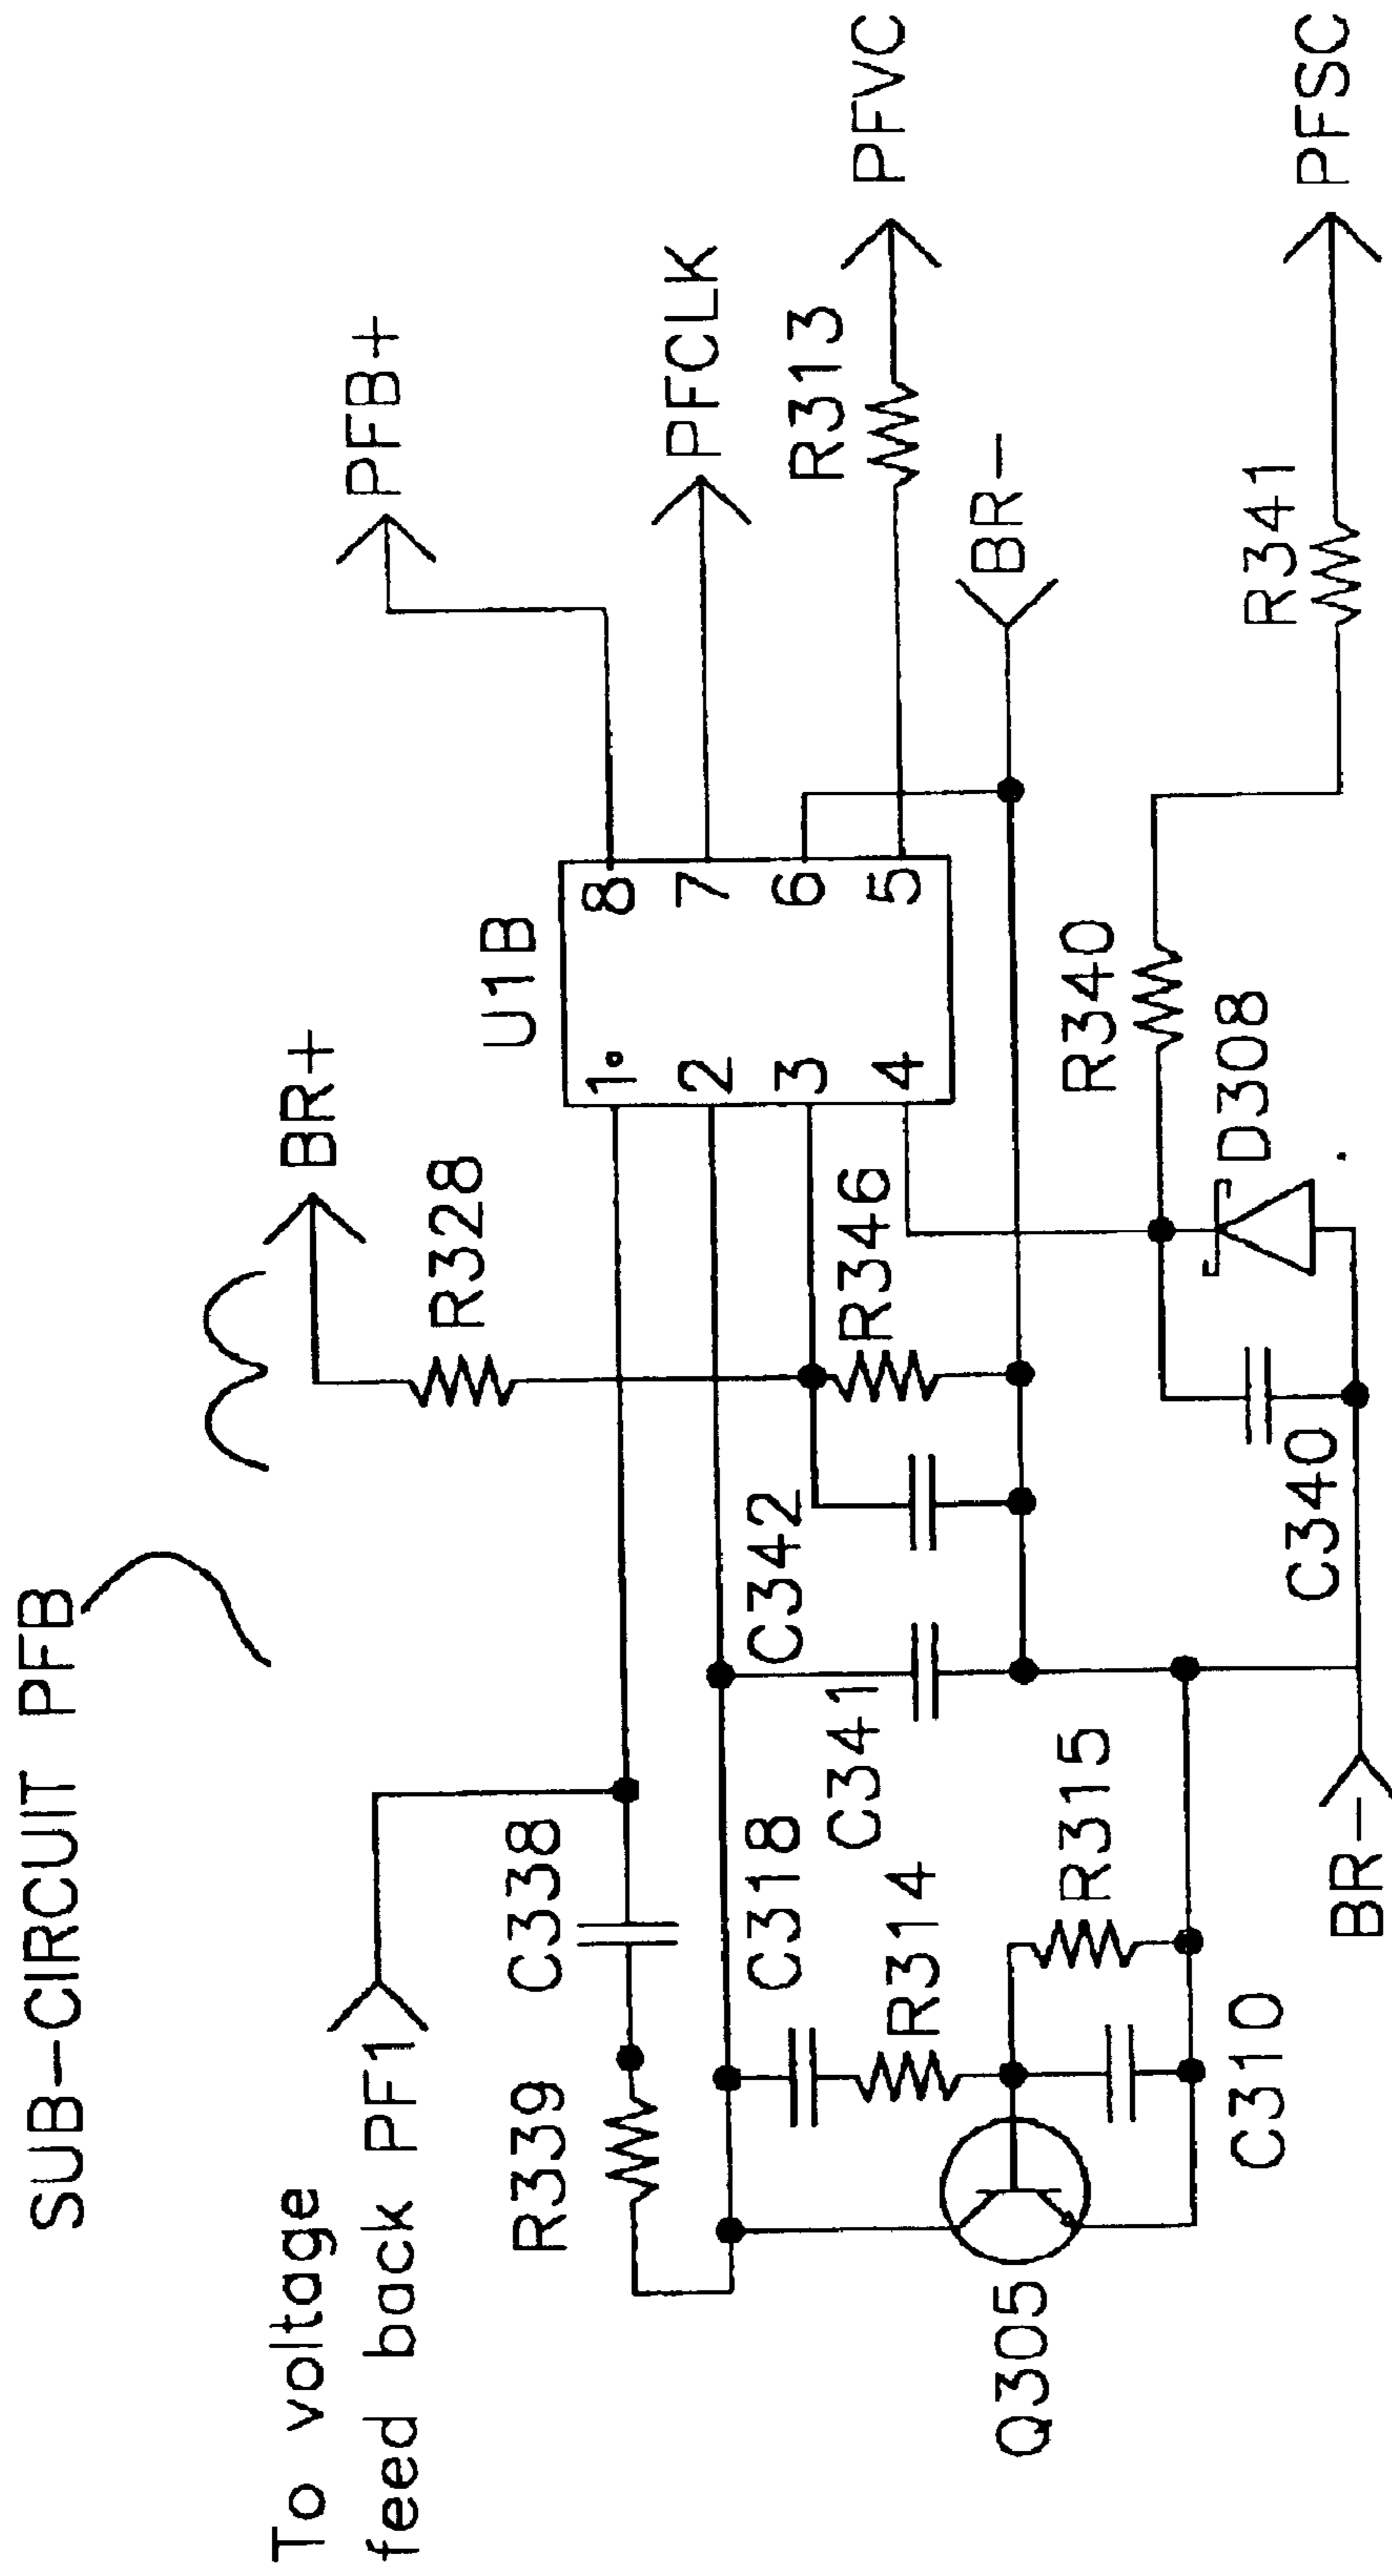 SUB-CIRCUIT PFB
To voltage
feed back PF1
BR+
PFB+
R328
U1B
R339
C338
1
8
PFCLK
2
7
C318
C342
3
6
R313
PFVC
R314
C341
R346
4
5
Q305
R315
BR-
R340
C310
D308
R341
PFSC
C340
BR-